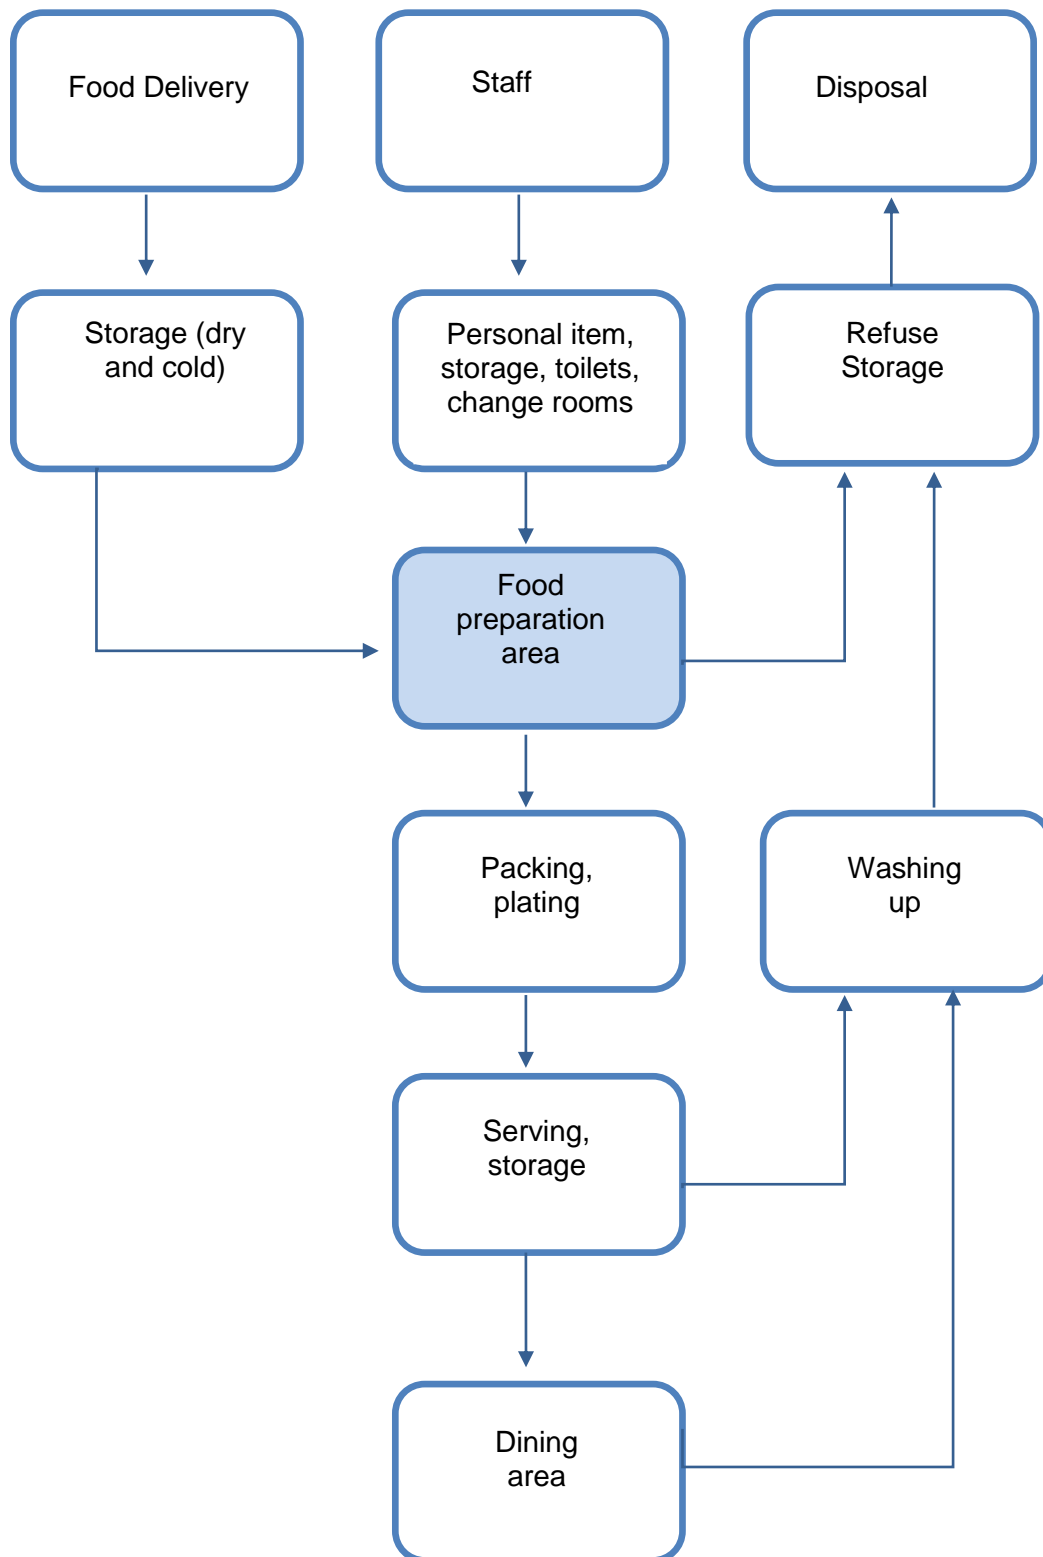 Food Delivery
Staff
Disposal
Storage (dry
and cold)
Personal item,
storage, toilets,
change rooms
Refuse
Storage
Food
preparation
area
Packing,
plating
Washing
up
Serving,
storage
Dining
area